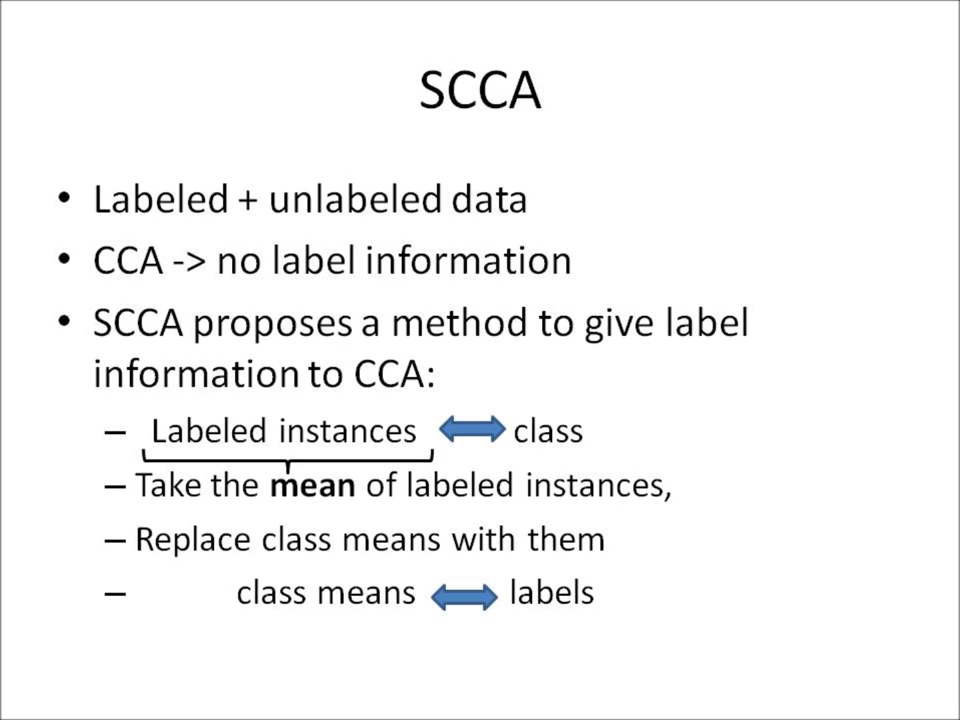 SCCA
• Labeled + unlabeled data
• CCA -> no label information
• SCCA proposes a method to give label
information to CCA:
– Labeled instances class
– Take the mean of labeled instances,
– Replace class means with them
– class means labels